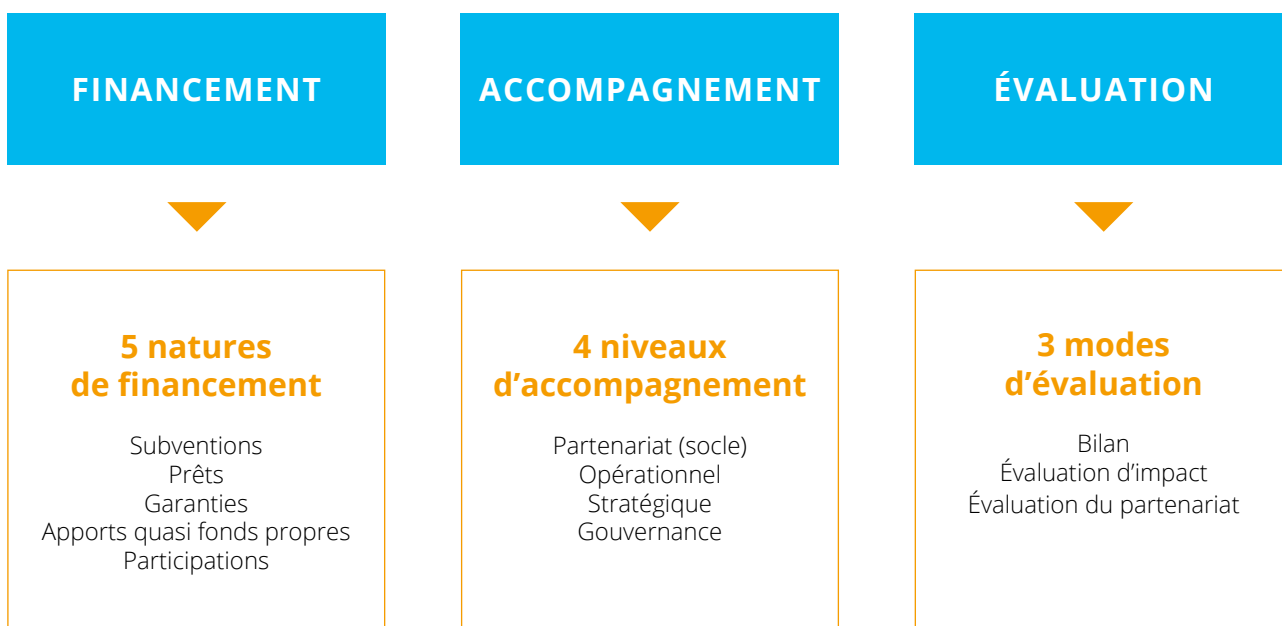 FINANCEMENT
5 natures
de financement
Subventions
Prêts
Garanties
Apports quasi fonds propres
Participations
ACCOMPAGNEMENT
4 niveaux
d’accompagnement
Partenariat (socle)
Opérationnel
Stratégique
Gouvernance
ÉVALUATION
3 modes
d’évaluation
Bilan
Évaluation d’impact
Évaluation du partenariat